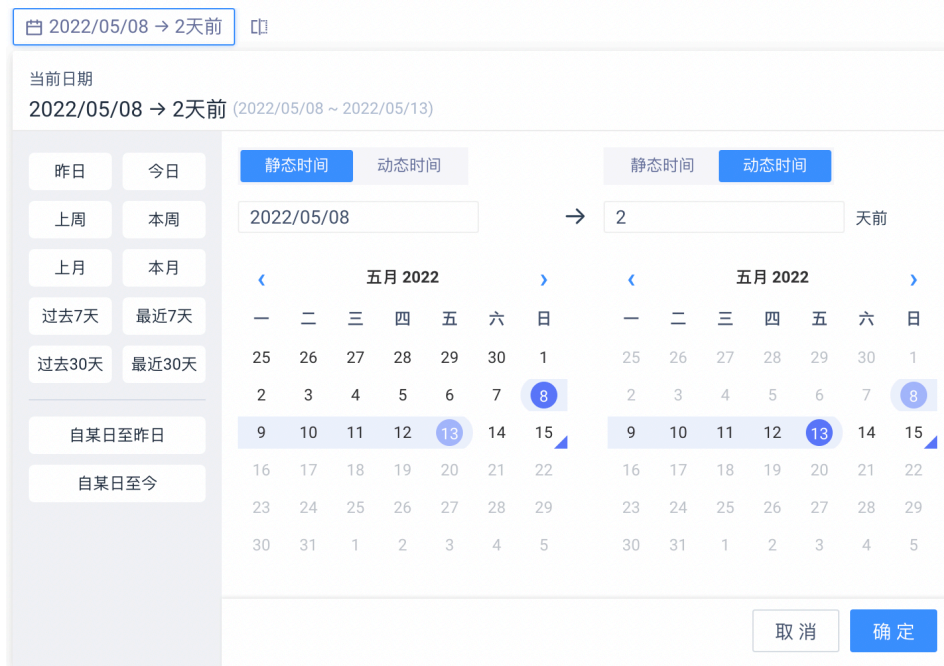 2022/05/08 → 2天前
当前日期
2022/05/08 → 2天前 (2022/05/08 ~ 2022/05/13)
昨日 今日
上周 本周
上月 本月
过去7天 最近7天
过去30天 最近30天
自某日至昨日
自某日至今
静态时间 动态时间
2022/05/08
五月 2022
一 二 三 四 五 六 日
25 26 27 28 29 30 1
2 3 4 5 6 7 8
9 10 11 12 13 14 15
16 17 18 19 20 21 22
23 24 25 26 27 28 29
30 31 1 2 3 4 5
→
静态时间 动态时间
2 天前
五月 2022
一 二 三 四 五 六 日
25 26 27 28 29 30 1
2 3 4 5 6 7 8
9 10 11 12 13 14 15
16 17 18 19 20 21 22
23 24 25 26 27 28 29
30 31 1 2 3 4 5
取消 确定